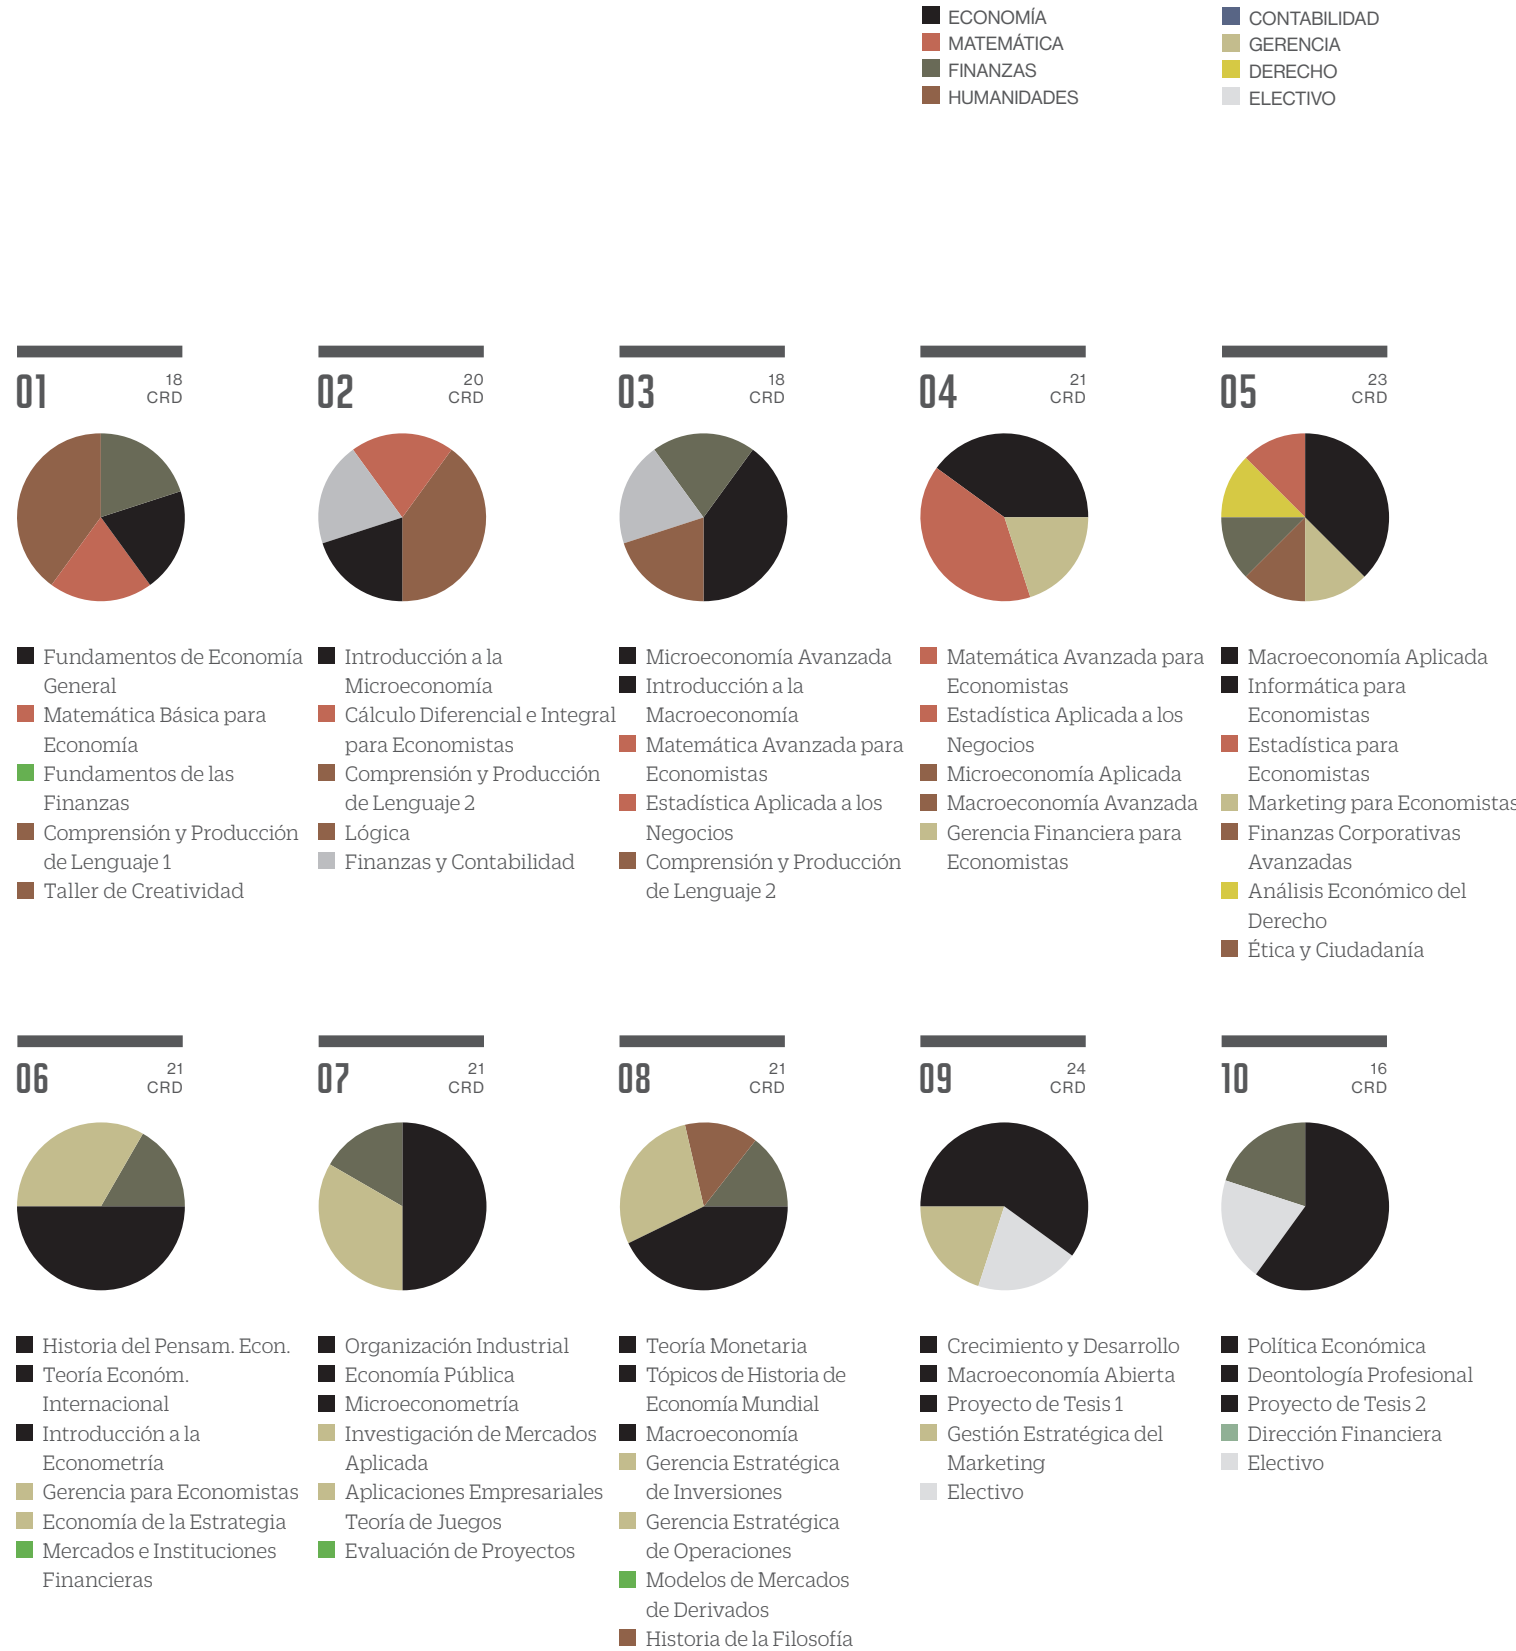 ECONOMÍA
MATEMÁTICA
FINANZAS
HUMANIDADES
CONTABILIDAD
GERENCIA
DERECHO
ELECTIVO
01
18
CRD
Fundamentos de Economía
General
Matemática Básica para
Economía
Fundamentos de las
Finanzas
Comprensión y Producción
de Lenguaje 1
Taller de Creatividad
02
20
CRD
Introducción a la
Microeconomía
Cálculo Diferencial e Integral
para Economistas
Comprensión y Producción
de Lenguaje 2
Lógica
Finanzas y Contabilidad
03
18
CRD
Microeconomía Avanzada
Introducción a la
Macroeconomía
Matemática Avanzada para
Economistas
Estadística Aplicada a los
Negocios
Comprensión y Producción
de Lenguaje 2
04
21
CRD
Matemática Avanzada para
Economistas
Estadística Aplicada a los
Negocios
Microeconomía Aplicada
Macroeconomía Avanzada
Gerencia Financiera para
Economistas
05
23
CRD
Macroeconomía Aplicada
Informática para
Economistas
Estadística para
Economistas
Marketing para Economistas
Finanzas Corporativas
Avanzadas
Análisis Económico del
Derecho
Ética y Ciudadanía
06
21
CRD
Historia del Pensam. Econ.
Teoría Económ.
Internacional
Introducción a la
Econometría
Gerencia para Economistas
Economía de la Estrategia
Mercados e Instituciones
Financieras
07
21
CRD
Organización Industrial
Economía Pública
Microeconometría
Investigación de Mercados
Aplicada
Aplicaciones Empresariales
Teoría de Juegos
Evaluación de Proyectos
08
21
CRD
Teoría Monetaria
Tópicos de Historia de
Economía Mundial
Macroeconomía
Gerencia Estratégica
de Inversiones
Gerencia Estratégica
de Operaciones
Modelos de Mercados
de Derivados
Historia de la Filosofía
09
24
CRD
Crecimiento y Desarrollo
Macroeconomía Abierta
Proyecto de Tesis 1
Gestión Estratégica del
Marketing
Electivo
10
16
CRD
Política Económica
Deontología Profesional
Proyecto de Tesis 2
Dirección Financiera
Electivo